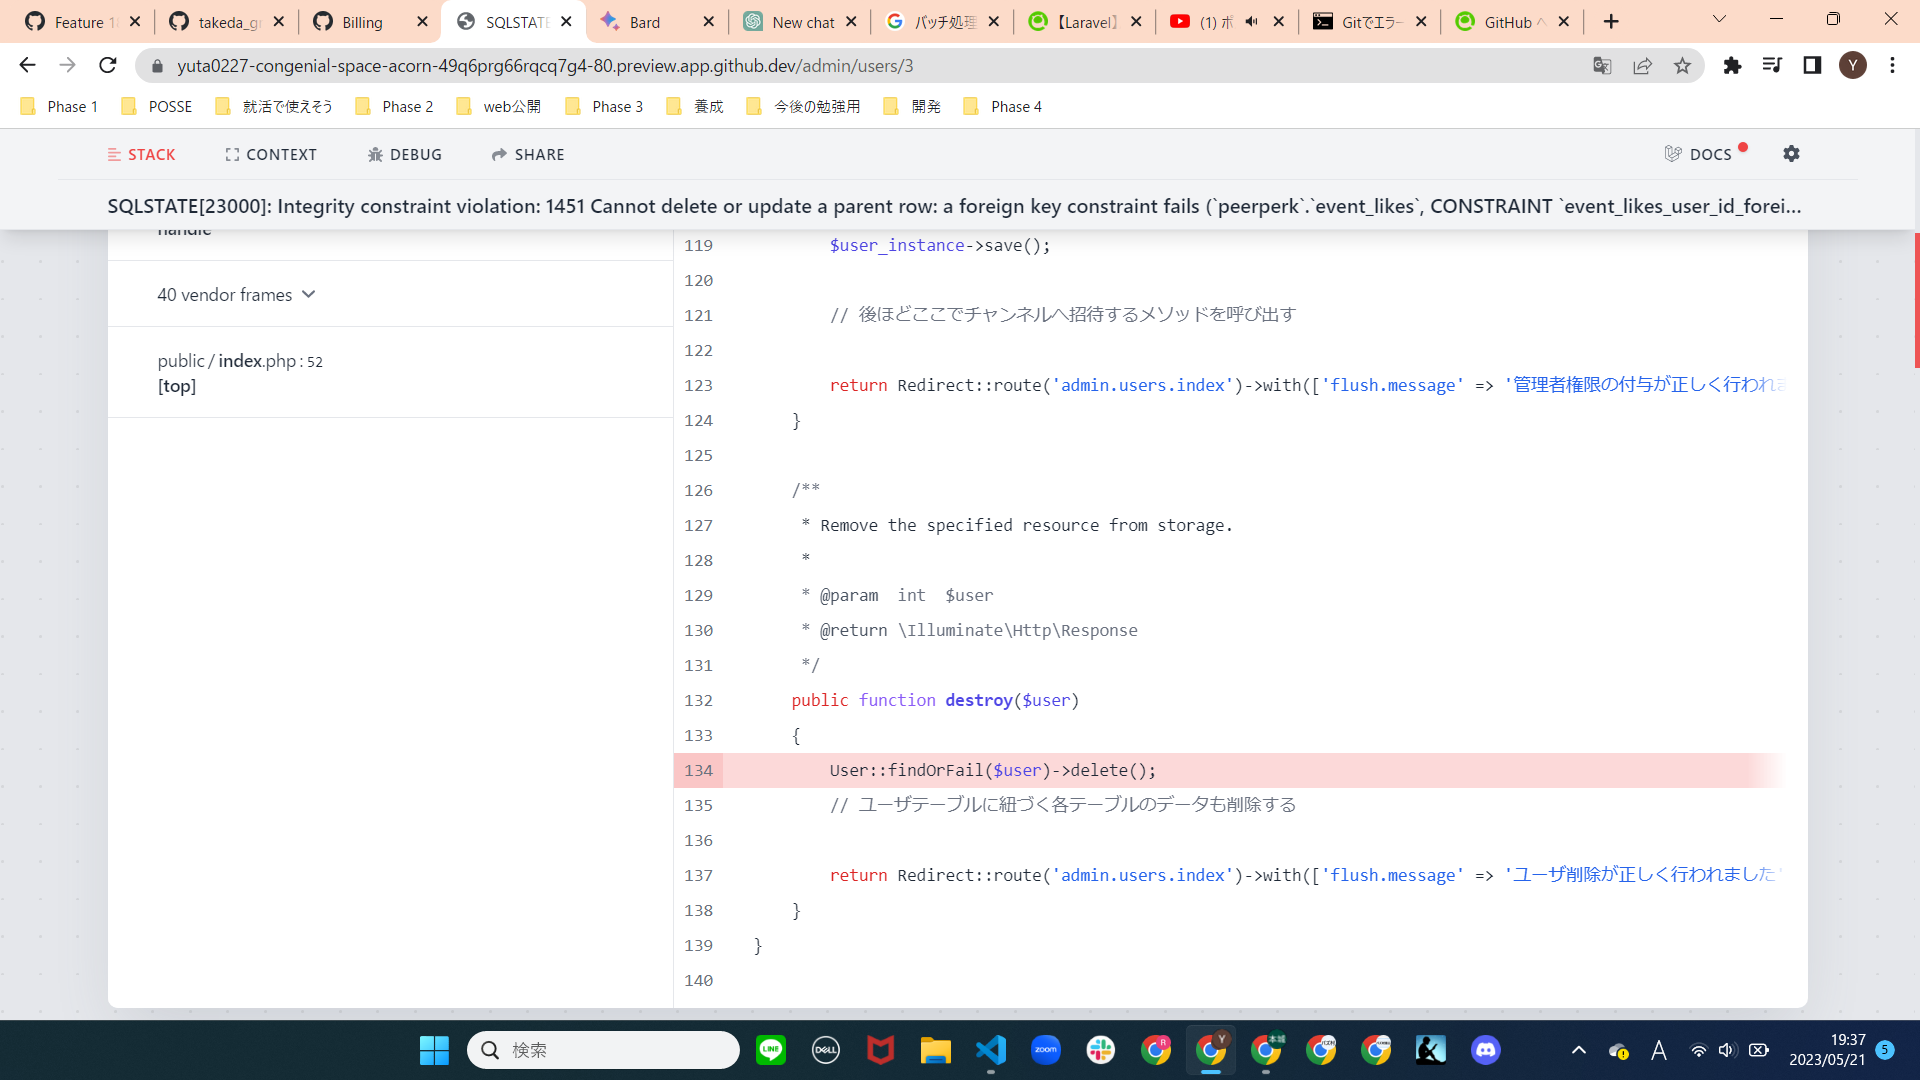 Feature 1
takeda_gr
Billing
SQLSTATE
Bard
New chat
バッチ処理
【Laravel】
(1) ボ
Gitでエラー
GitHub へ
yuta0227-congenial-space-acorn-49q6prg66rqcq7g4-80.preview.app.github.dev/admin/users/3
Y
Phase 1
POSSE
就活で使えそう
Phase 2
web公開
Phase 3
養成
今後の勉強用
開発
Phase 4
STACK
CONTEXT
DEBUG
SHARE
DOCS
SQLSTATE[23000]: Integrity constraint violation: 1451 Cannot delete or update a parent row: a foreign key constraint fails (`peerperk`.`event_likes`, CONSTRAINT `event_likes_user_id_forei...
handle
40 vendor frames
public / index.php : 52
[top]
119 $user_instance->save();
120
121 // 後ほどここでチャンネルへ招待するメソッドを呼び出す
122
123 return Redirect::route('admin.users.index')->with(['flush.message' => '管理者権限の付与が正しく行われま
124 }
125
126 /**
127 * Remove the specified resource from storage.
128 *
129 * @param  int  $user
130 * @return \Illuminate\Http\Response
131 */
132 public function destroy($user)
133 {
134 User::findOrFail($user)->delete();
135 // ユーザテーブルに紐づく各テーブルのデータも削除する
136
137 return Redirect::route('admin.users.index')->with(['flush.message' => 'ユーザ削除が正しく行われました'
138 }
139 }
140
検索
LINE
DELL
zoom
R
Y
本城
A
19:37
2023/05/21
5